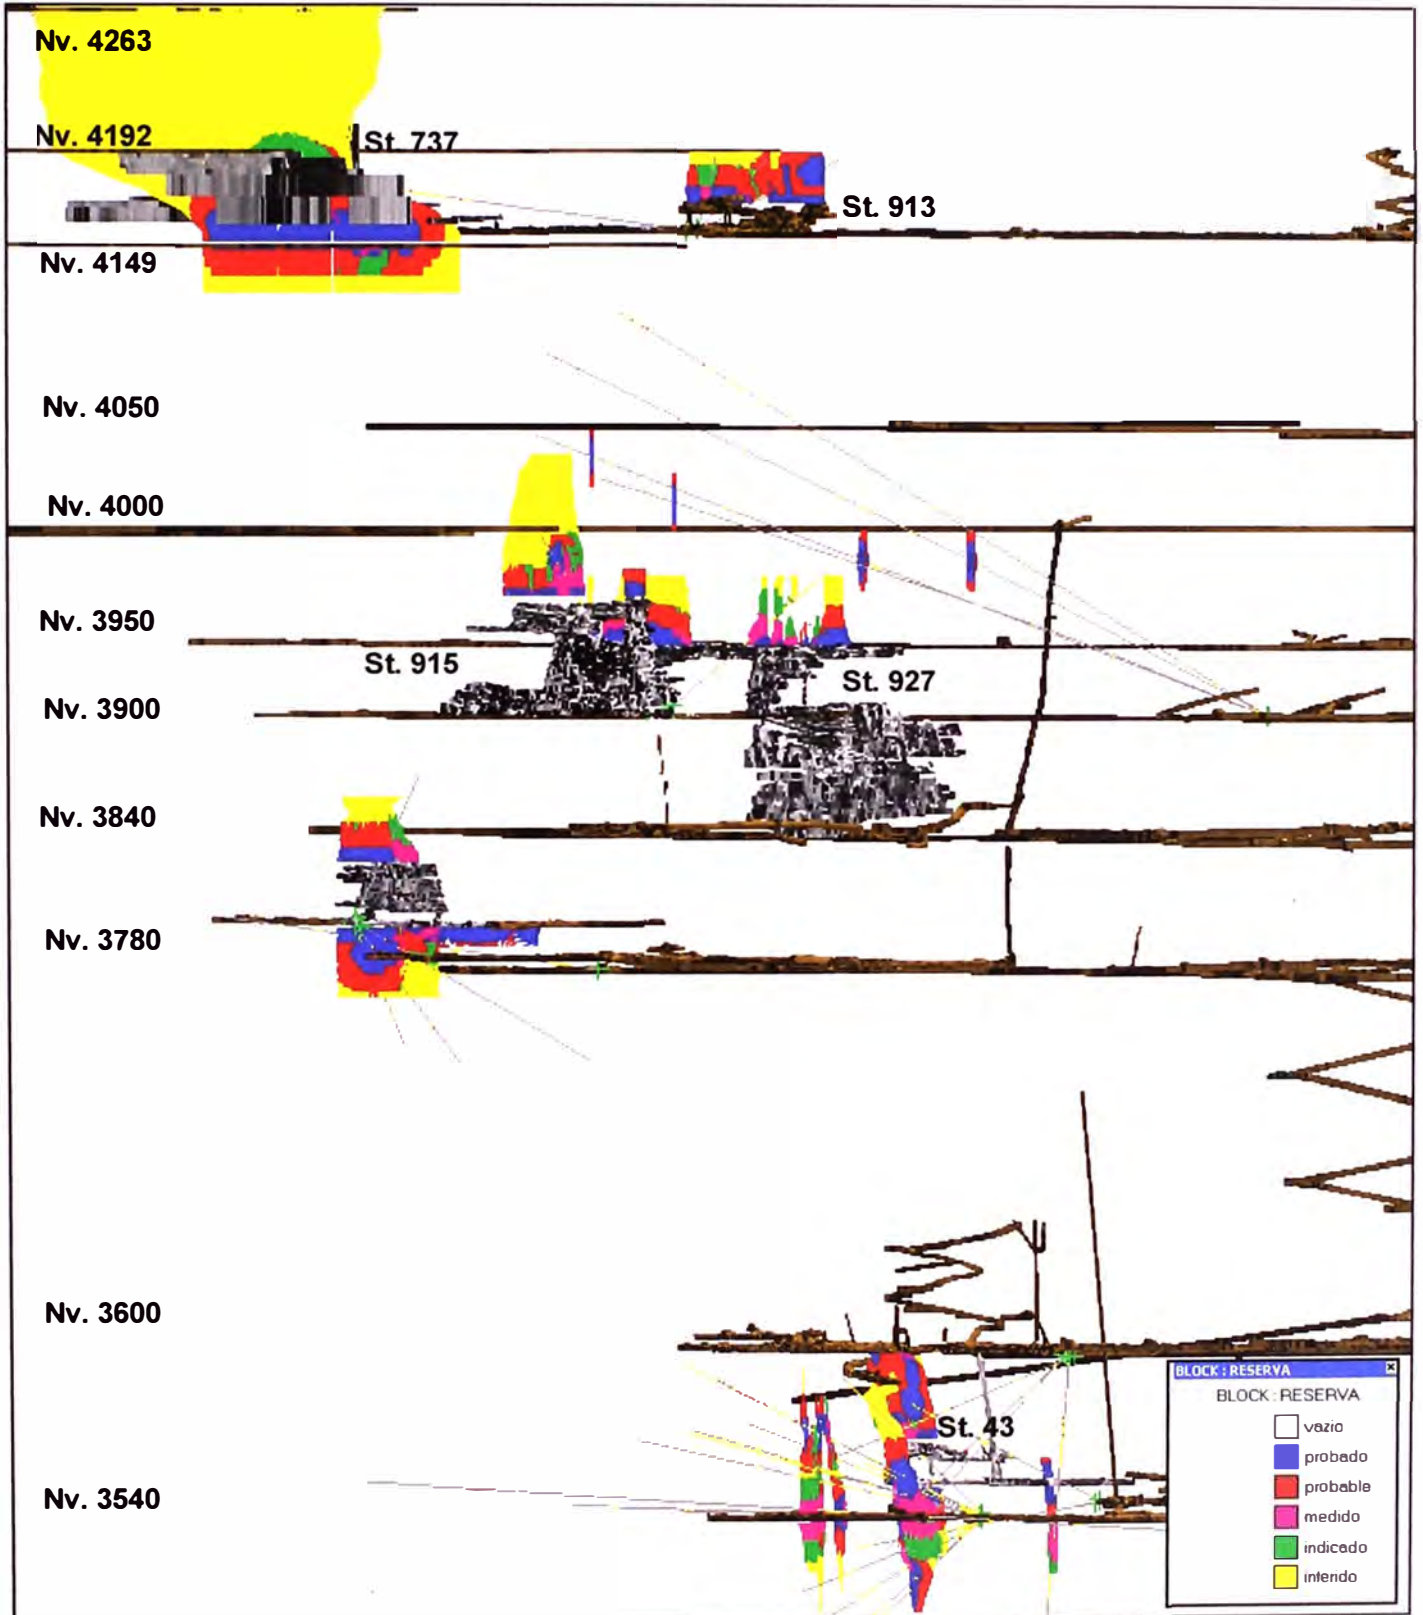 Nv. 4263
Nv. 4192
St. 737
St. 913
Nv. 4149
Nv. 4050
Nv. 4000
Nv. 3950
St. 915
St. 927
Nv. 3900
Nv. 3840
Nv. 3780
Nv. 3600
BLOCK : RESERVA
BLOCK : RESERVA
vazio
probado
probable
medido
indicado
inferido
St. 43
Nv. 3540